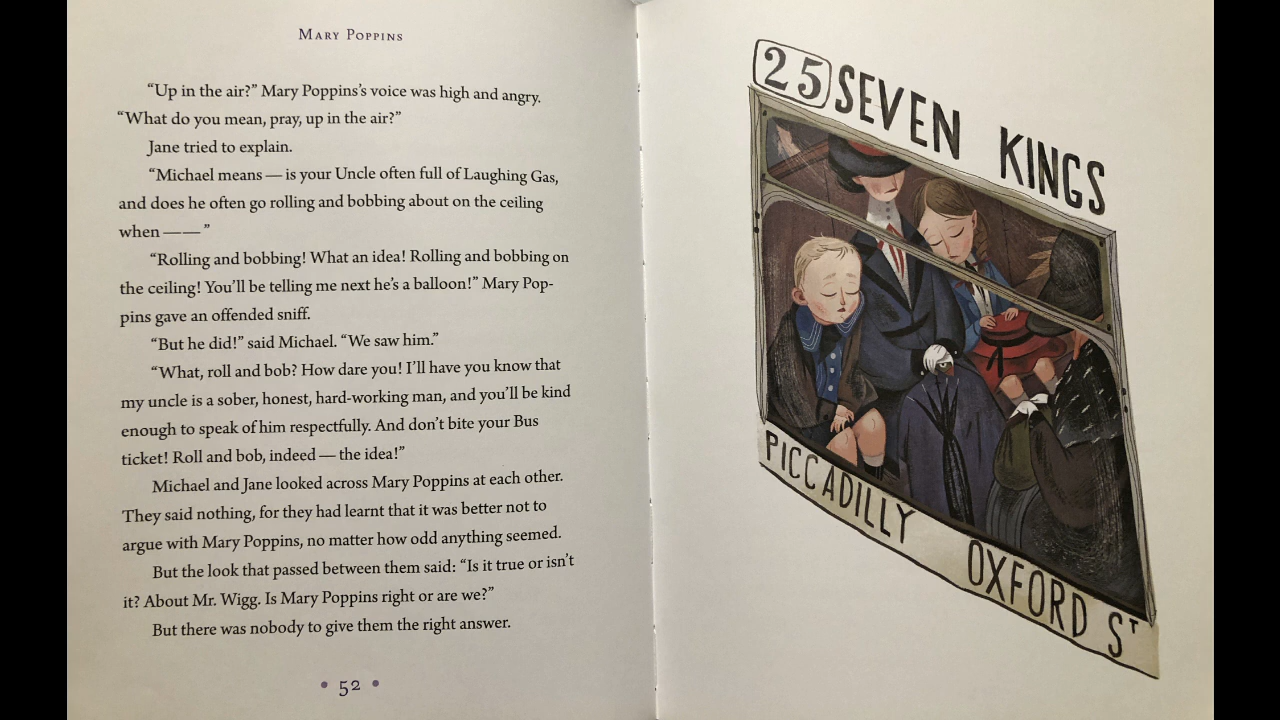 Mary Poppins
“Up in the air?” Mary Poppins’s voice was high and angry.
“What do you mean, pray, up in the air?”
Jane tried to explain.
“Michael means — is your Uncle often full of Laughing Gas,
and does he often go rolling and bobbing about on the ceiling
when —— ”
“Rolling and bobbing! What an idea! Rolling and bobbing on
the ceiling! You’ll be telling me next he’s a balloon!” Mary Pop-
pins gave an offended sniff.
“But he did!” said Michael. “We saw him.”
“What, roll and bob? How dare you! I’ll have you know that
my uncle is a sober, honest, hard-working man, and you’ll be kind
enough to speak of him respectfully. And don’t bite your Bus
ticket! Roll and bob, indeed — the idea!”
Michael and Jane looked across Mary Poppins at each other.
They said nothing, for they had learnt that it was better not to
argue with Mary Poppins, no matter how odd anything seemed.
But the look that passed between them said: “Is it true or isn’t
it? About Mr. Wigg. Is Mary Poppins right or are we?”
But there was nobody to give them the right answer.
• 52 •
25 SEVEN KINGS
PICCADILLY OXFORD ST